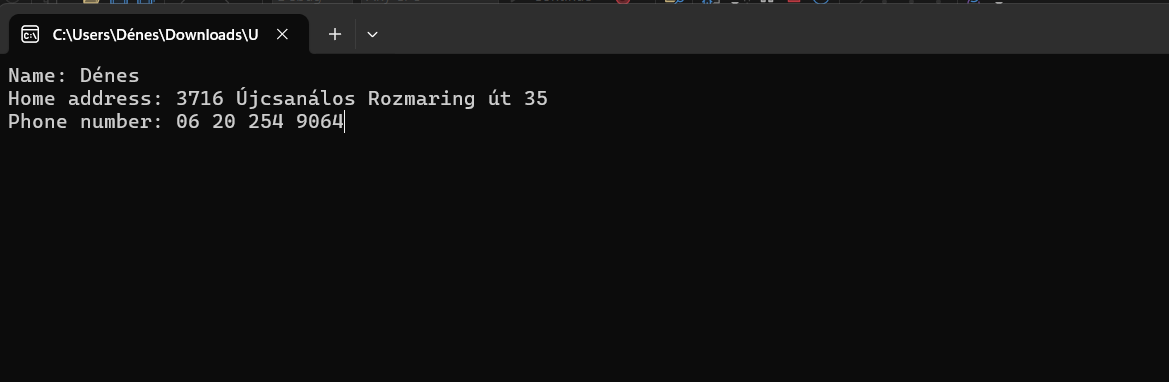 C:\Users\Dénes\Downloads\U
Name: Dénes
Home address: 3716 Újcsanálos Rozmaring út 35
Phone number: 06 20 254 9064